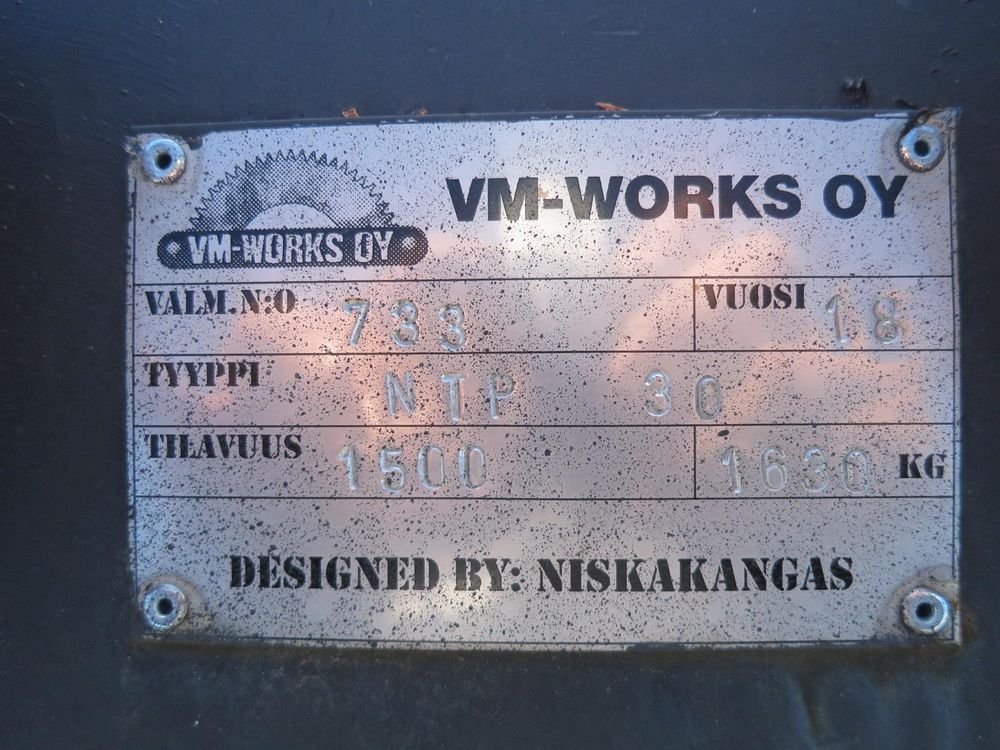 VM-WORKS OY
VM-WORKS OY
VALM.N:O 733 VUOSI 18
TYYPPI NTP 30
TILAVUUS 1500 1630 KG
DESIGNED BY: NISKAKANGAS